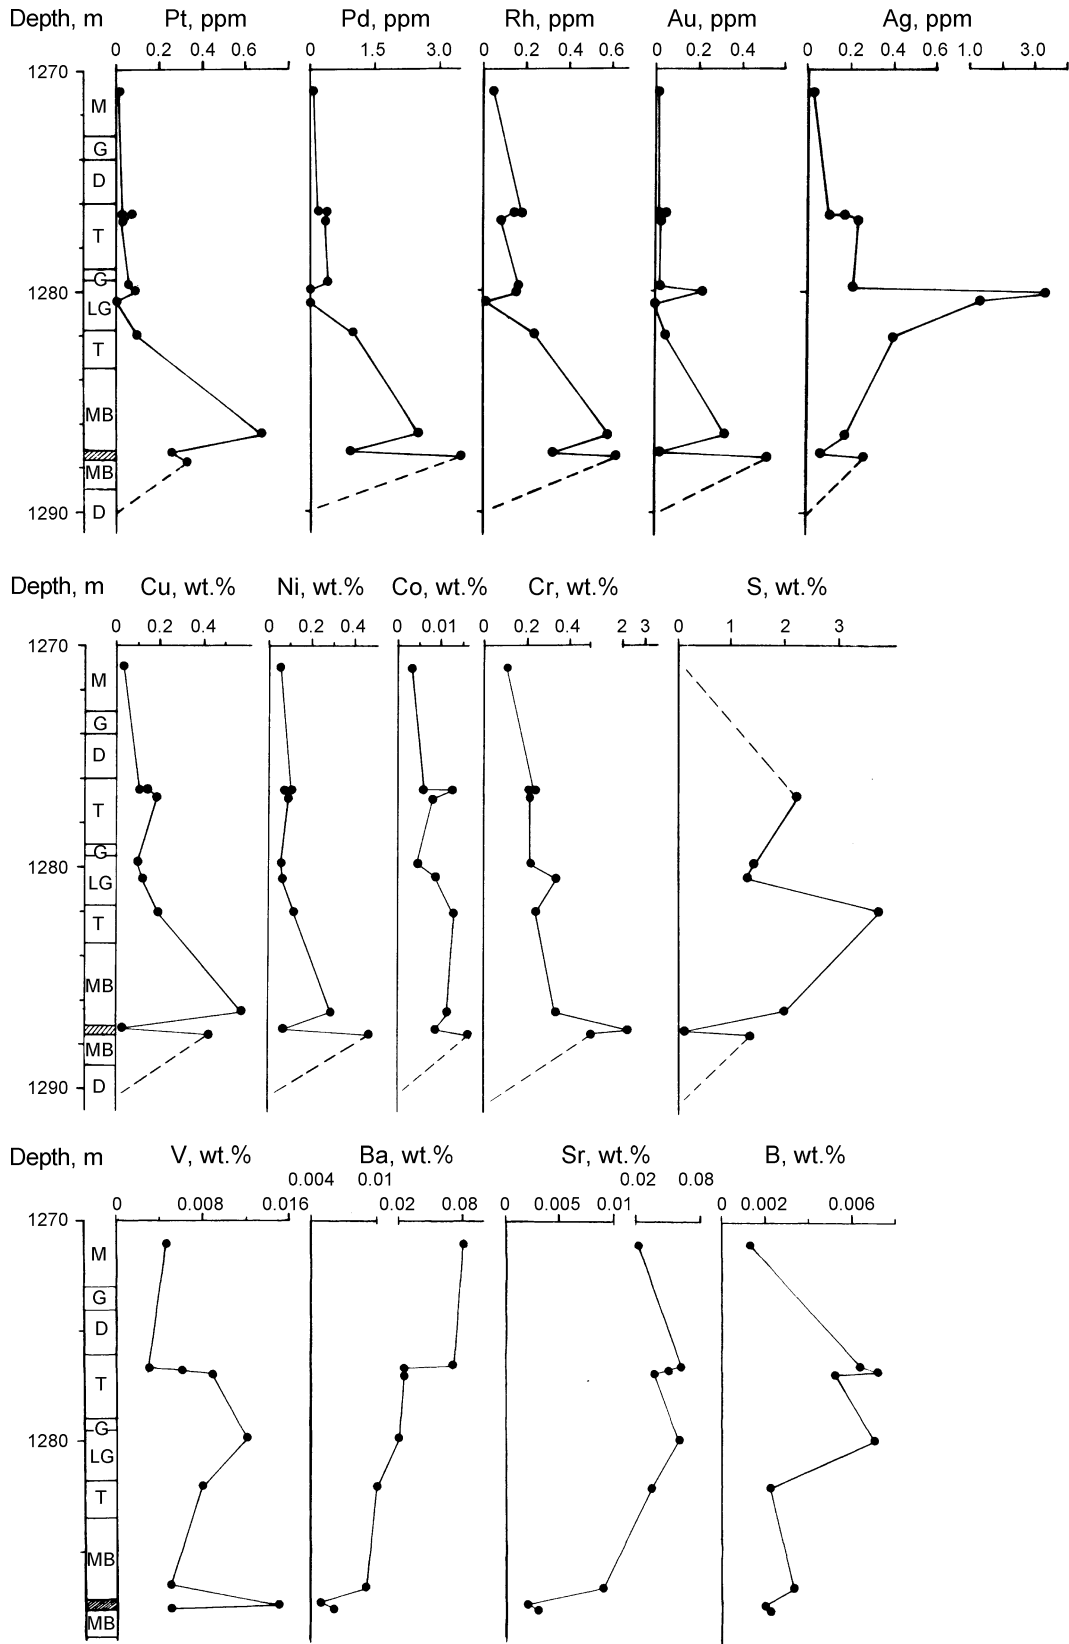 Depth, m Pt, ppm Pd, ppm Rh, ppm Au, ppm Ag, ppm
0 0.2 0.6 0 1.5 3.0 0 0.2 0.6 0 0.2 0.4 0 0.2 0.4 0.6 1.0 3.0
1270
M
G
D
T
G
1280
LG
T
MB
MB
1290 D
Depth, m Cu, wt.% Ni, wt.% Co, wt.% Cr, wt.% S, wt.%
0 0.2 0.4 0 0.2 0.4 0 0.01 0 0.2 0.4 2 3 0 1 2 3
1270
M
G
D
T
G
1280
LG
T
MB
MB
1290 D
Depth, m V, wt.% Ba, wt.% Sr, wt.% B, wt.%
0.004 0.01 0.02 0.08
0 0.008 0.016 0.02 0.08 0 0.005 0.01 0 0.002 0.006
1270
M
G
D
T
G
1280
LG
T
MB
MB